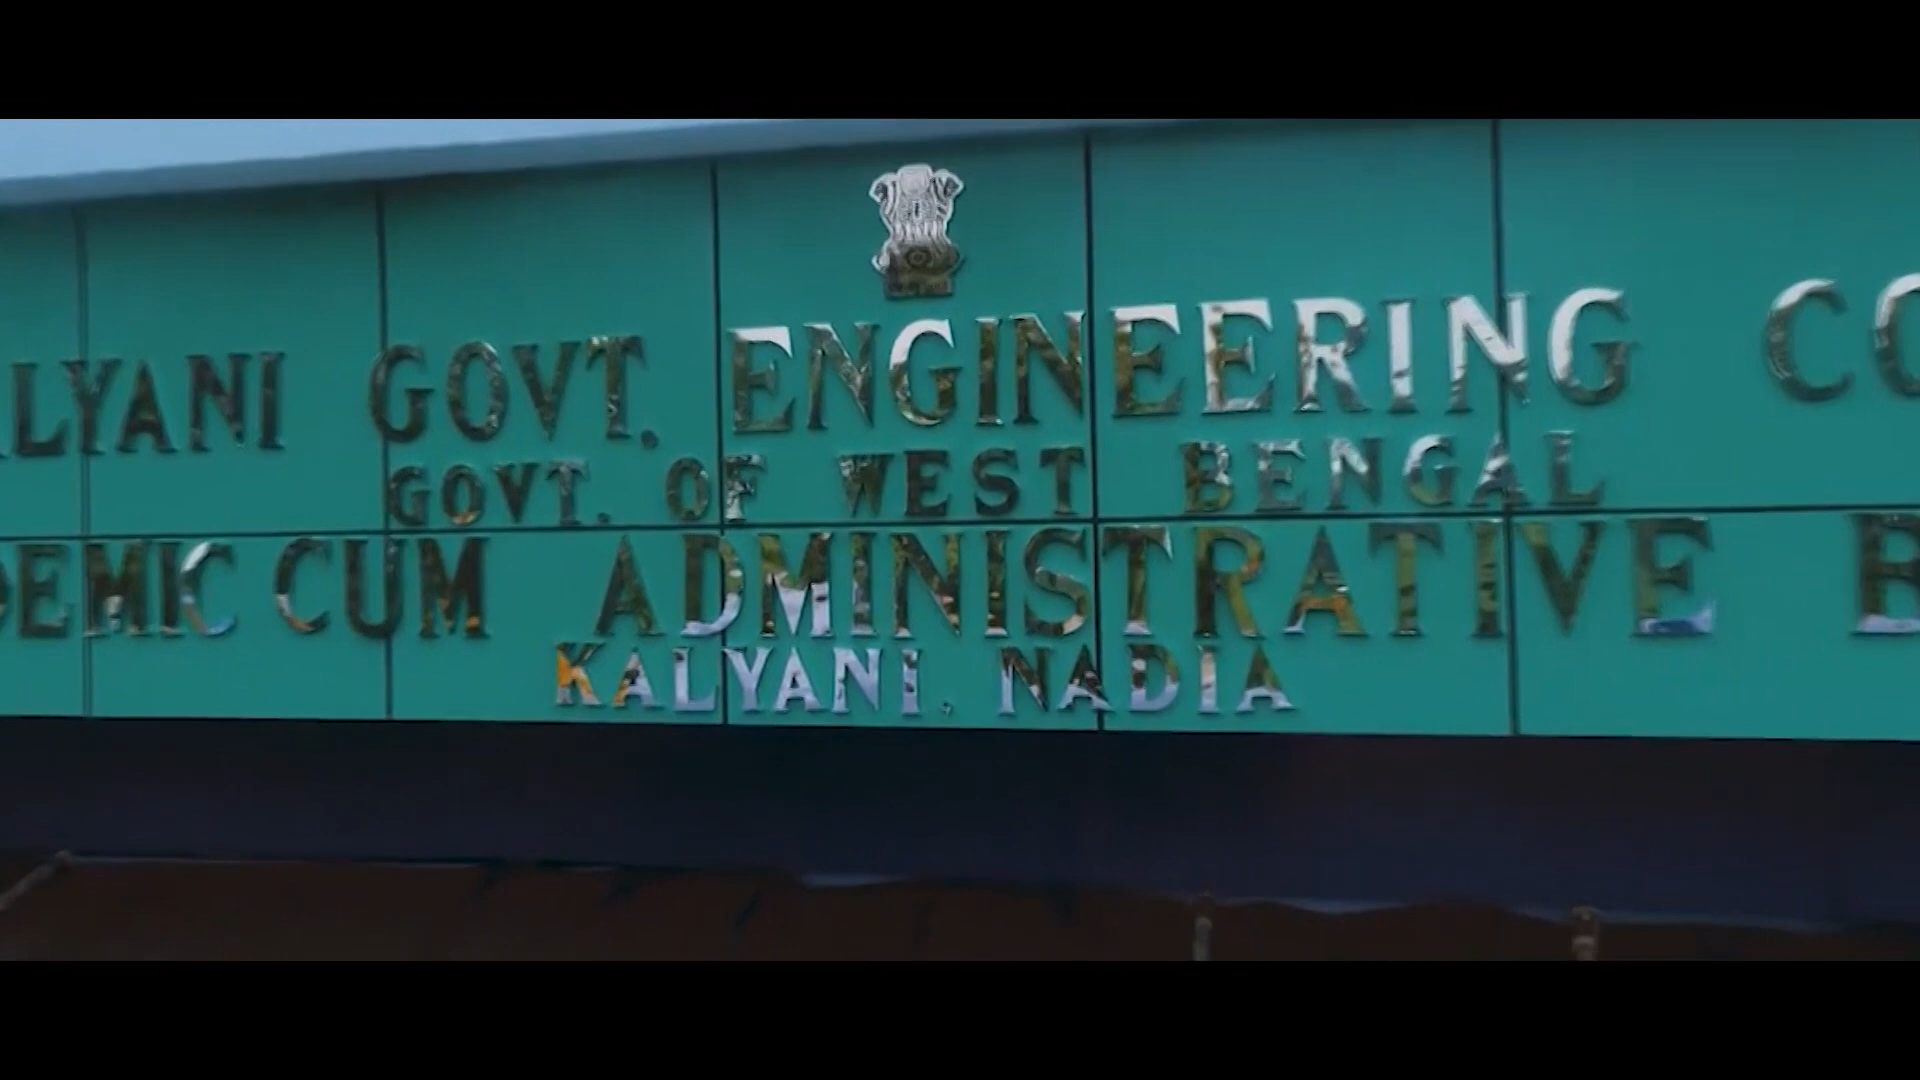 LYANI GOVT. ENGINEERING CO
GOVT. OF WEST BENGAL
DEMIC CUM ADMINISTRATIVE B
KALYANI, NADIA